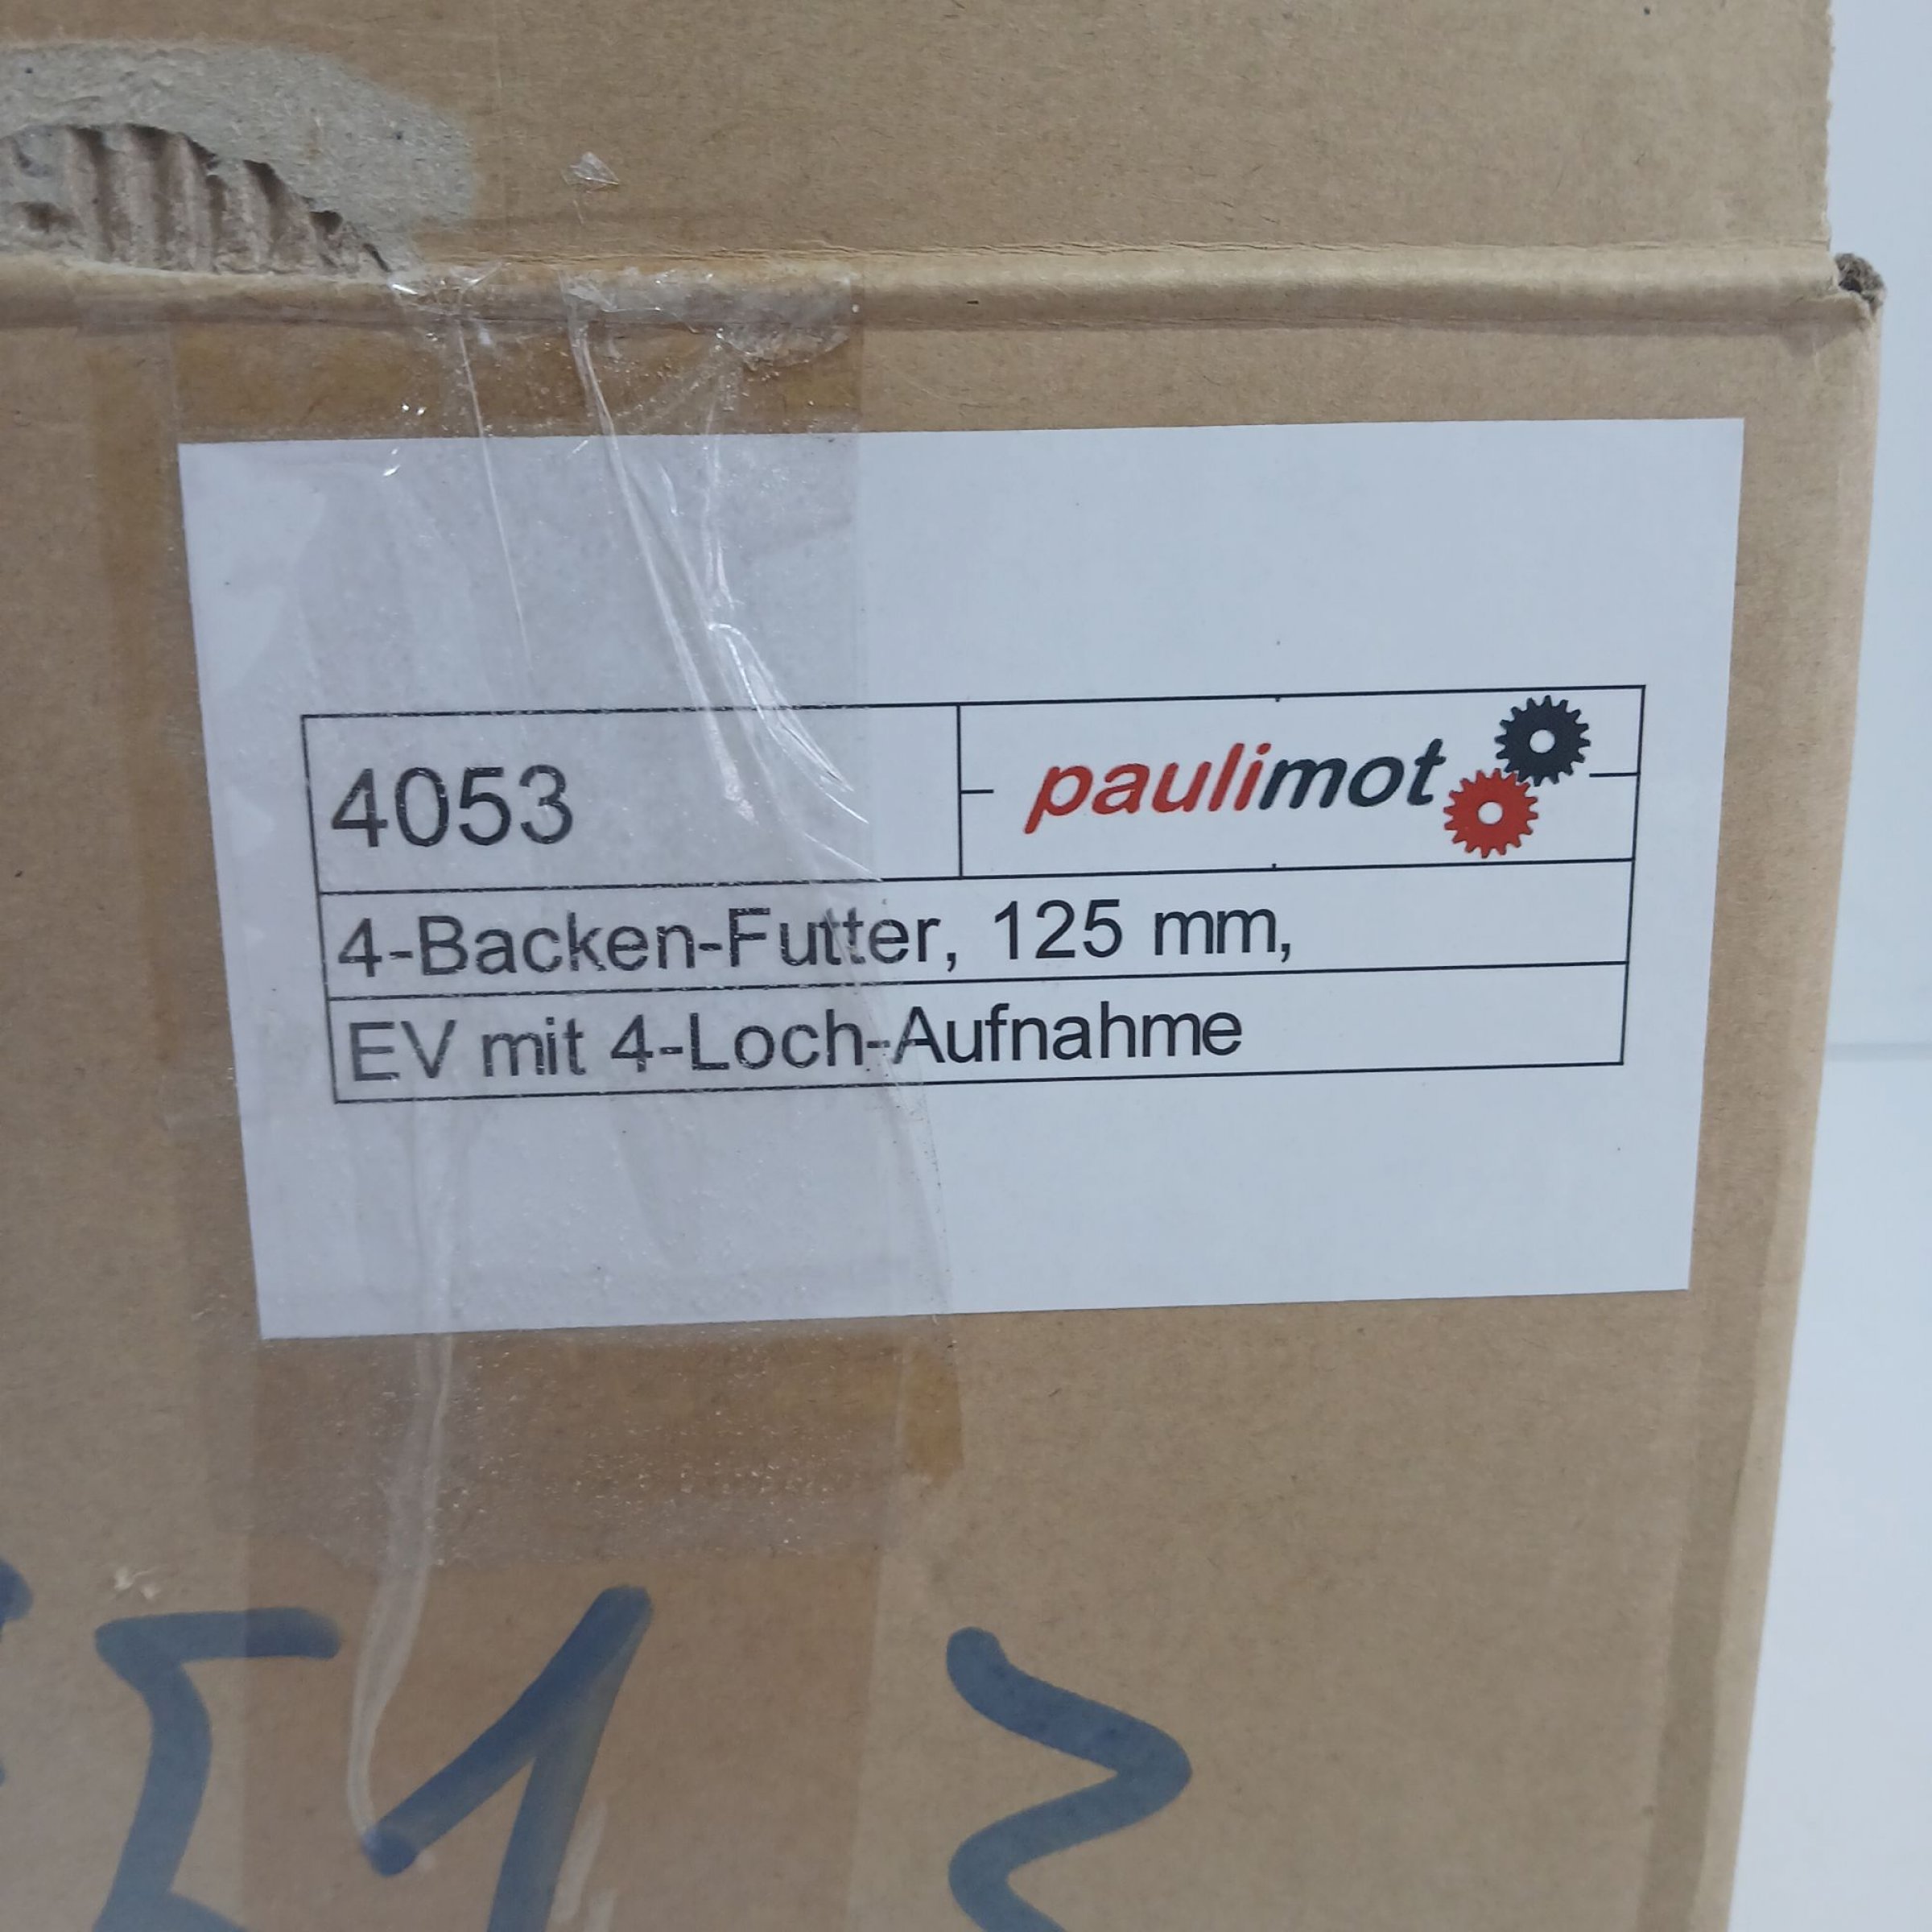 4053
paulimot
4-Backen-Futter, 125 mm,
EV mit 4-Loch-Aufnahme